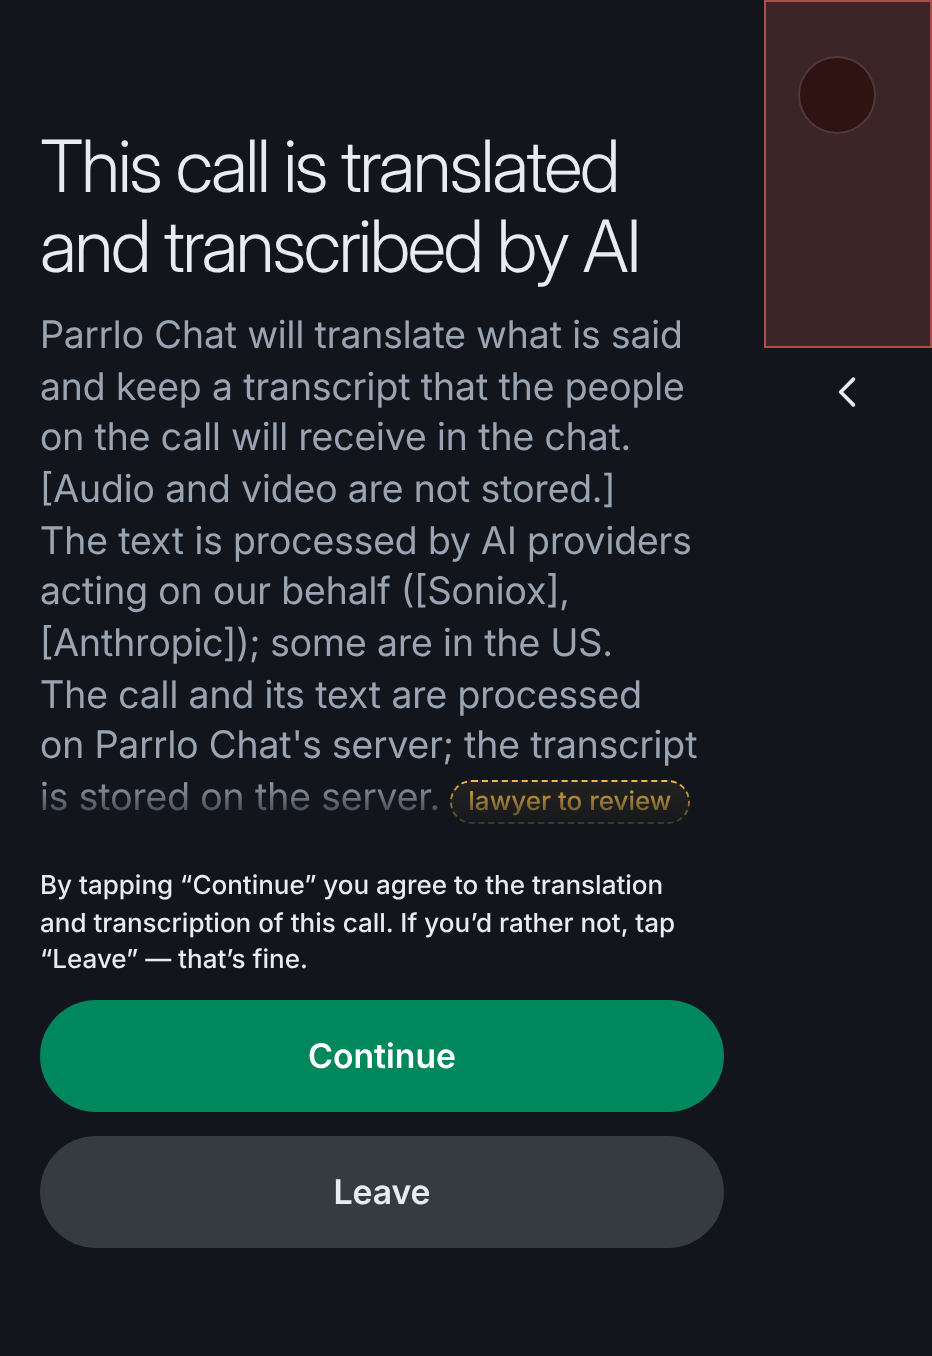 This call is translated
and transcribed by AI
Parrlo Chat will translate what is said
and keep a transcript that the people
on the call will receive in the chat.
[Audio and video are not stored.]
The text is processed by AI providers
acting on our behalf ([Soniox],
[Anthropic]); some are in the US.
The call and its text are processed
on Parrlo Chat's server; the transcript
is stored on the server. lawyer to review
By tapping “Continue” you agree to the translation
and transcription of this call. If you’d rather not, tap
“Leave” — that’s fine.
Continue
Leave